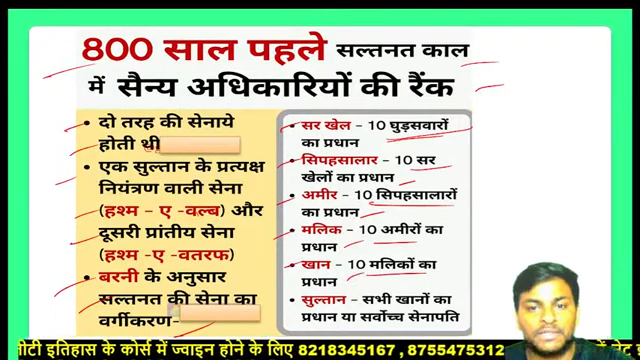 800 साल पहले सल्तनत काल
में सैन्य अधिकारियों की रैंक
• दो तरह की सेनाये
होती थी
• एक सुल्तान के प्रत्यक्ष
नियंत्रण वाली सेना
(हश्म – ए -वल्ब) और
दूसरी प्रांतीय सेना
(हश्म -ए -वतरफ)
• बरनी के अनुसार
सल्तनत की सेना का
वर्गीकरण-
• सर खेल – 10 घुड़सवारों
का प्रधान
• सिपहसालार – 10 सर
खेलों का प्रधान
• अमीर – 10 सिपहसालारों
का प्रधान
• मलिक – 10 अमीरों का
प्रधान
• खान – 10 मलिकों का
प्रधान
• सुल्तान – सभी खानों का
प्रधान या सर्वोच्च सेनापति
सीटी इतिहास के कोर्स में ज्वाइन होने के लिए 8218345167 , 8755475312